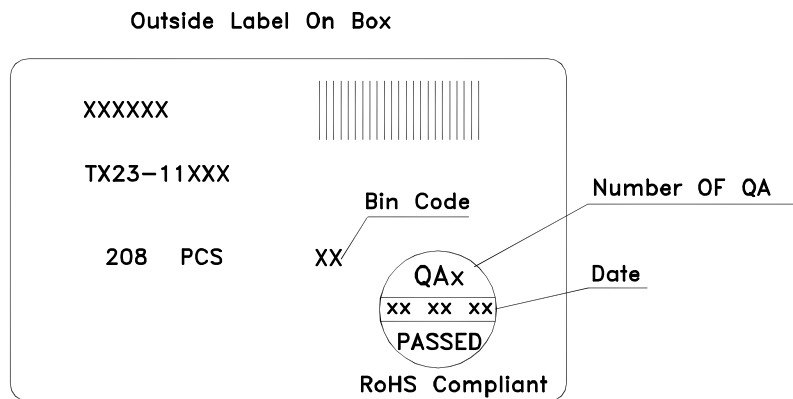 Outside Label On Box
XXXXXX
TX23-11XXX
Bin Code
Number OF QA
208 PCS XX
QAx
Date
xx xx xx
PASSED
RoHS Compliant